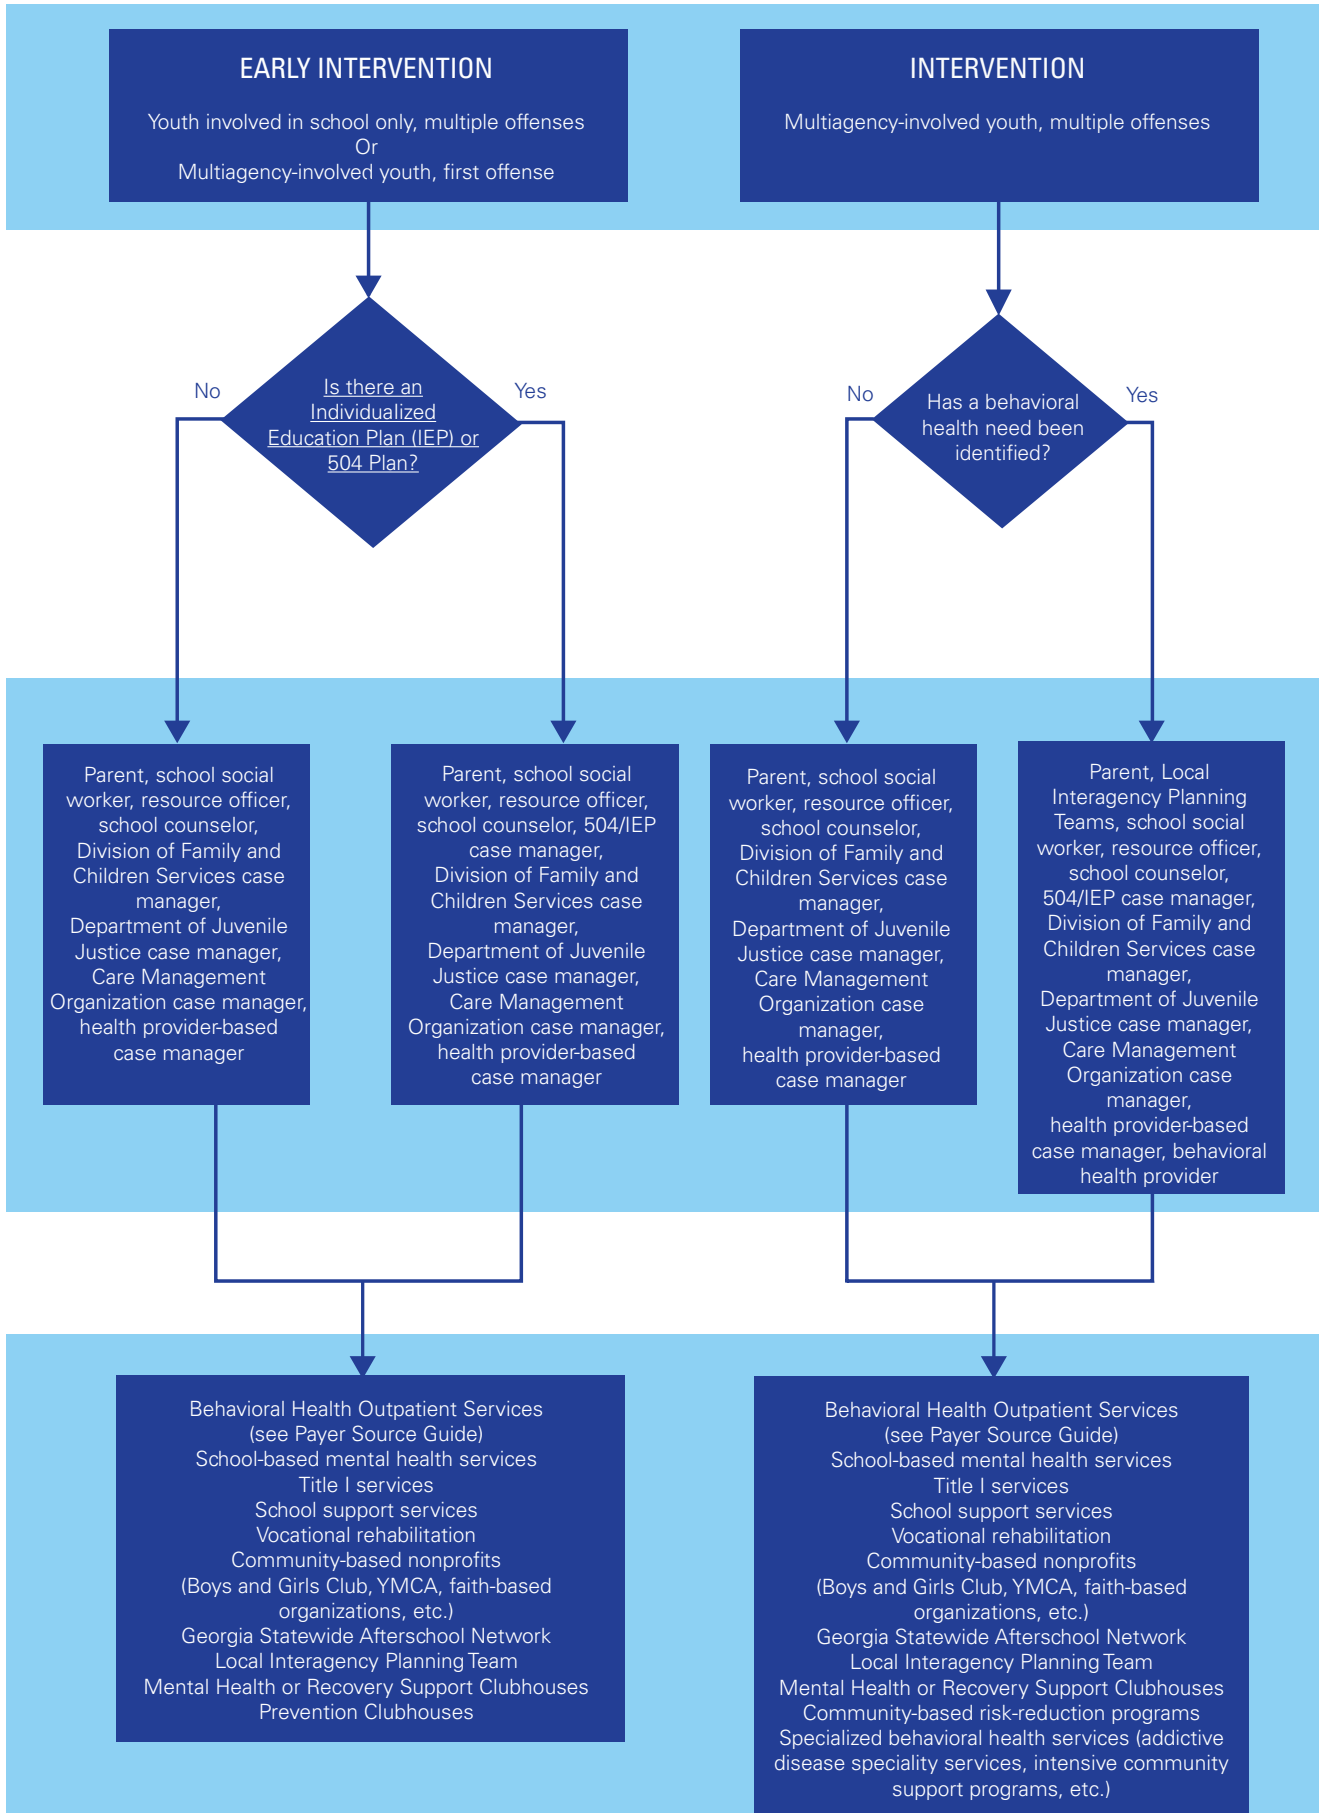 EARLY INTERVENTION
Youth involved in school only, multiple offenses
Or
Multiagency-involved youth, first offense
INTERVENTION
Multiagency-involved youth, multiple offenses
No
Is there an
Individualized
Education Plan (IEP) or
504 Plan?
Yes
No
Has a behavioral
health need been
identified?
Yes
Parent, school social
worker, resource officer,
school counselor,
Division of Family and
Children Services case
manager,
Department of Juvenile
Justice case manager,
Care Management
Organization case manager,
health provider-based
case manager
Parent, school social
worker, resource officer,
school counselor, 504/IEP
case manager,
Division of Family and
Children Services case
manager,
Department of Juvenile
Justice case manager,
Care Management
Organization case manager,
health provider-based
case manager
Parent, school social
worker, resource officer,
school counselor,
Division of Family and
Children Services case
manager,
Department of Juvenile
Justice case manager,
Care Management
Organization case
manager,
health provider-based
case manager
Parent, Local
Interagency Planning
Teams, school social
worker, resource officer,
school counselor,
504/IEP case manager,
Division of Family and
Children Services case
manager,
Department of Juvenile
Justice case manager,
Care Management
Organization case
manager,
health provider-based
case manager, behavioral
health provider
Behavioral Health Outpatient Services
(see Payer Source Guide)
School-based mental health services
Title I services
School support services
Vocational rehabilitation
Community-based nonprofits
(Boys and Girls Club, YMCA, faith-based
organizations, etc.)
Georgia Statewide Afterschool Network
Local Interagency Planning Team
Mental Health or Recovery Support Clubhouses
Prevention Clubhouses
Behavioral Health Outpatient Services
(see Payer Source Guide)
School-based mental health services
Title I services
School support services
Vocational rehabilitation
Community-based nonprofits
(Boys and Girls Club, YMCA, faith-based
organizations, etc.)
Georgia Statewide Afterschool Network
Local Interagency Planning Team
Mental Health or Recovery Support Clubhouses
Community-based risk-reduction programs
Specialized behavioral health services (addictive
disease speciality services, intensive community
support programs, etc.)